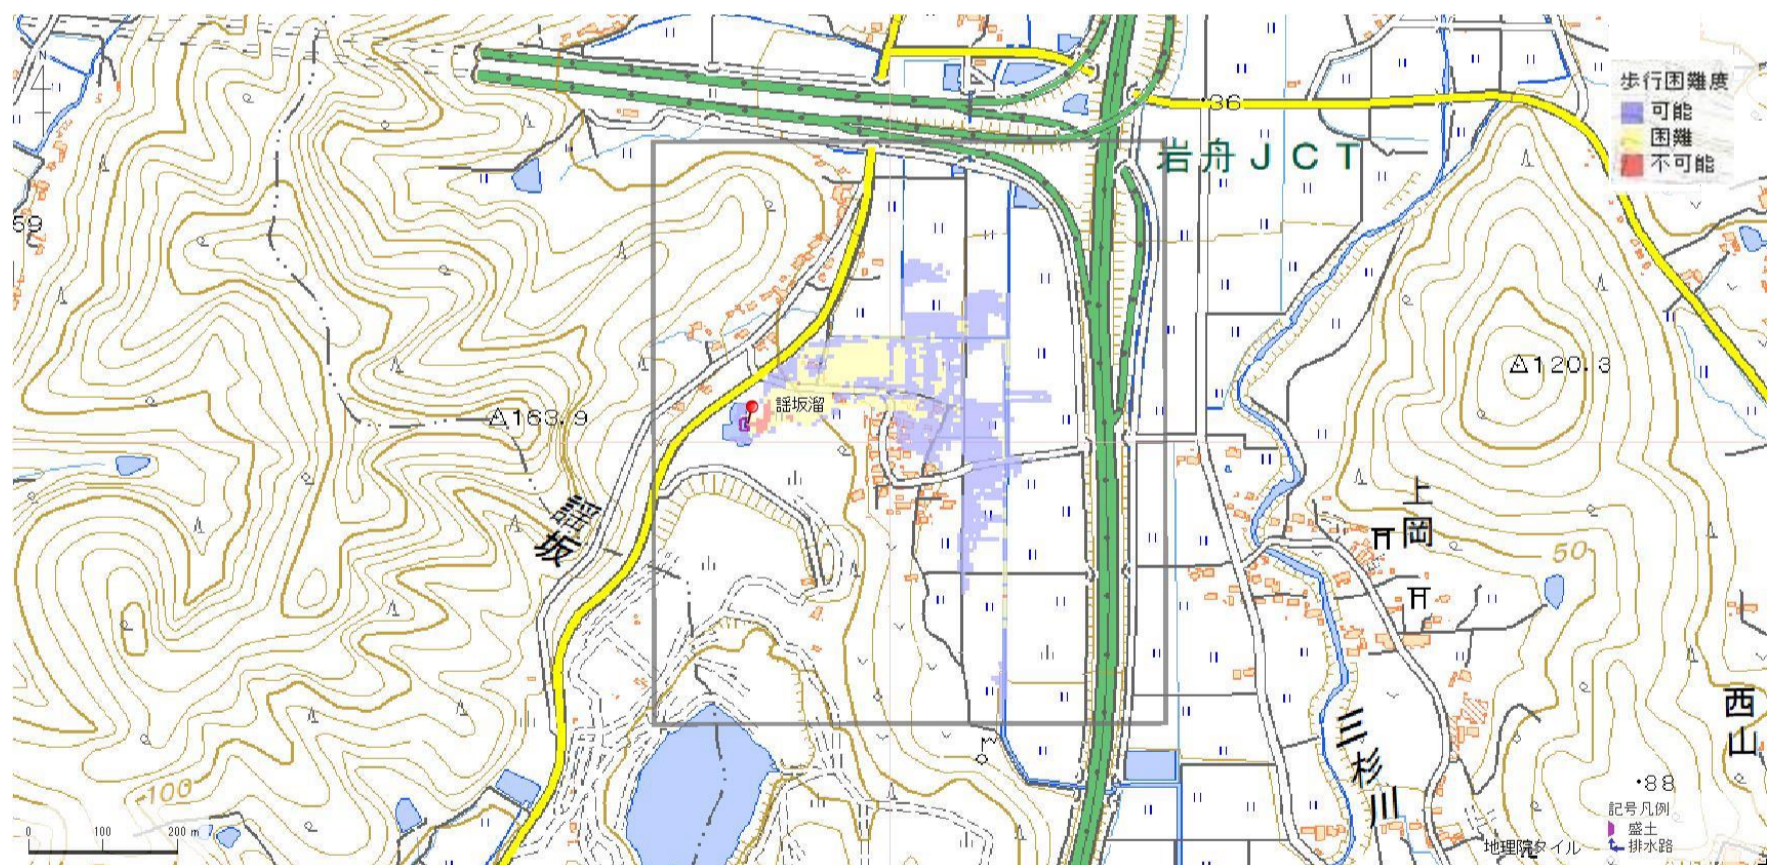 N
歩行困難度
可能
困難
不可能
・36
岩舟JCT
59
△120.3
謡坂溜
△163.9
謡坂
上岡
50
西山
三杉川
100
・88
記号凡例
盛土
排水路
地理院タイル
0 100 200 m